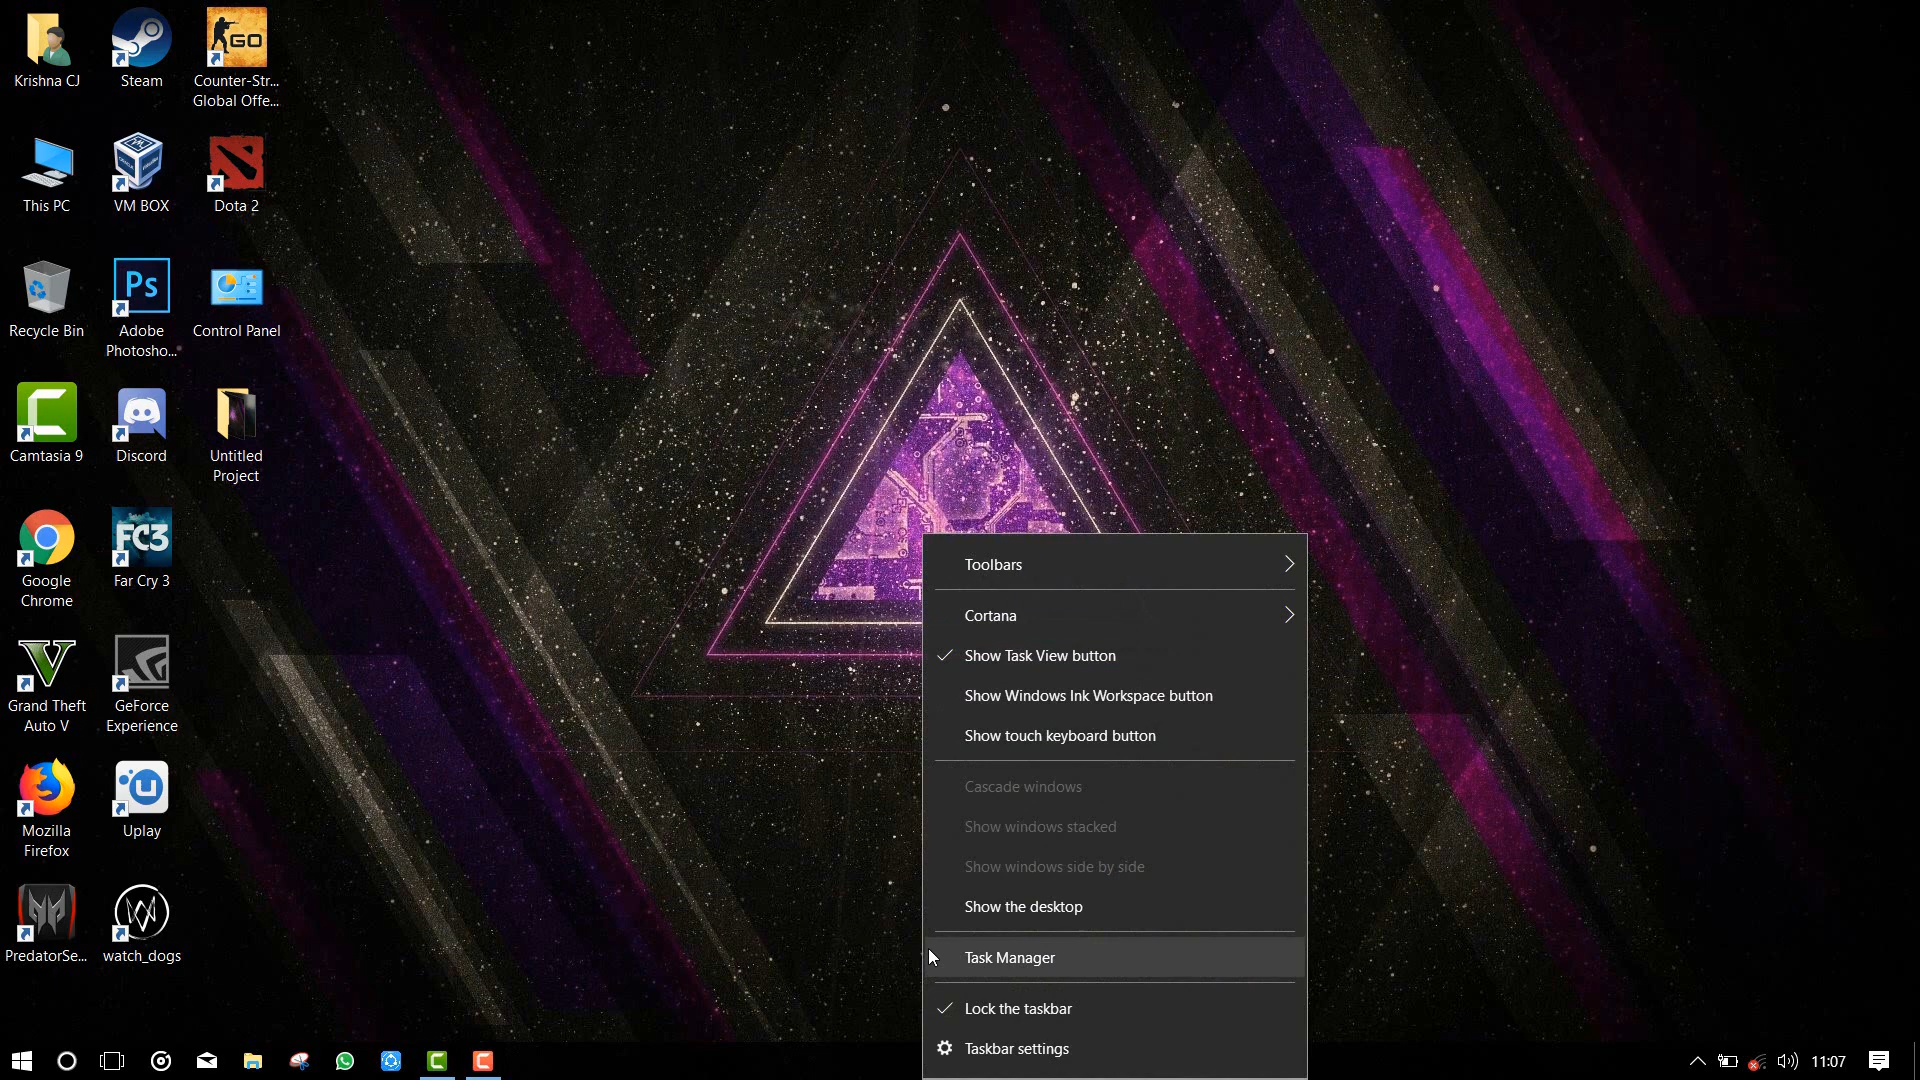 Krishna CJ
Steam
GO
Counter-Str...
Global Offe...
This PC
VM BOX
Dota 2
Recycle Bin
Ps
Adobe
Photosho...
Control Panel
Camtasia 9
Discord
Untitled
Project
Google
Chrome
FC3
Far Cry 3
Grand Theft
Auto V
GeForce
Experience
Mozilla
Firefox
Uplay
PredatorSe...
watch_dogs
Toolbars
Cortana
Show Task View button
Show Windows Ink Workspace button
Show touch keyboard button
Cascade windows
Show windows stacked
Show windows side by side
Show the desktop
Task Manager
Lock the taskbar
Taskbar settings
11:07